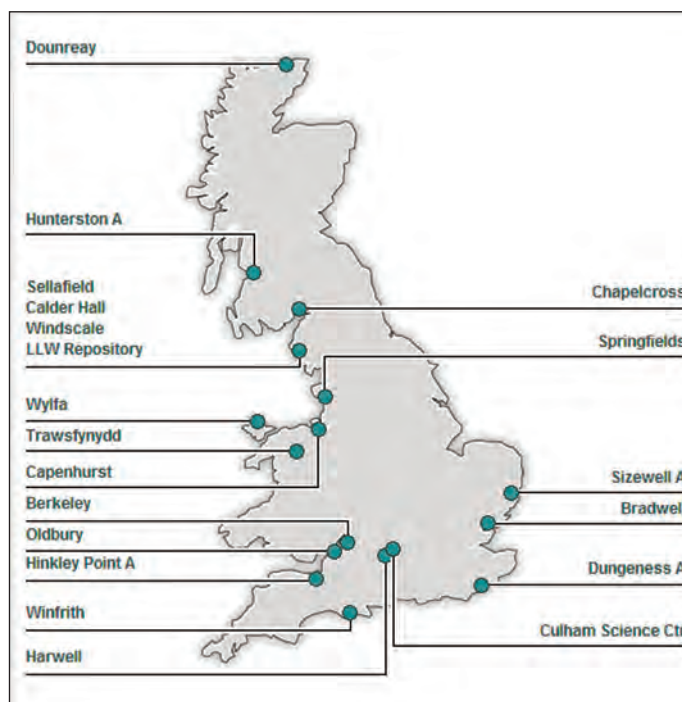 Dounreay
Hunterston A
Sellafield
Calder Hall
Windscale
LLW Repository
Wylfa
Trawsfynydd
Capenhurst
Berkeley
Oldbury
Hinkley Point A
Winfrith
Harwell
Chapelcross
Springfields
Sizewell A
Bradwell
Dungeness A
Culham Science Ctr